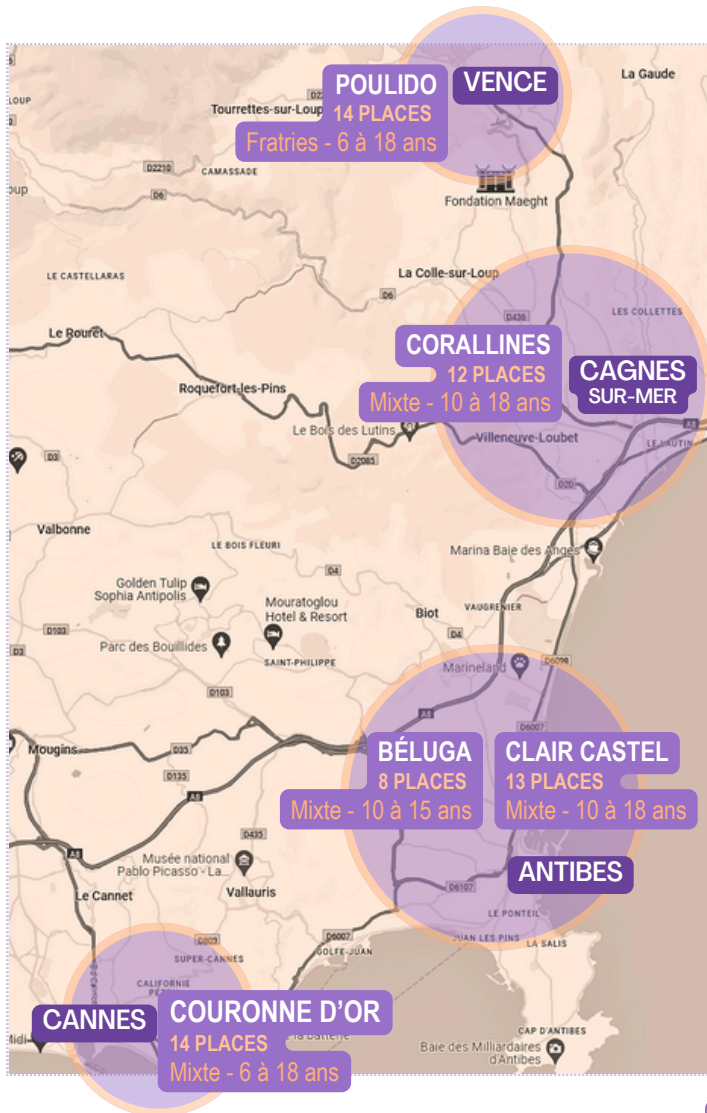 POULIDO
14 PLACES
Fratries - 6 à 18 ans
VENCE
La Gaude
Tourrettes-sur-Loup
D2210
CAMASSADE
D6
Fondation Maeght
LE CASTELLARAS
La Colle-sur-Loup
D6
D436
LES COLLETTES
Le Rouret
CORALLINES
12 PLACES
Mixte - 10 à 18 ans
CAGNES
SUR-MER
Roquefort-les-Pins
Le Bois des Lutins
Villeneuve-Loubet
A8
LE LAUTIN
D3
D2085
D2D
Valbonne
LE BOIS FLEURI
Marina Baie des Anges
D4
Golden Tulip
Sophia Antipolis
Mouratoglou
Hotel & Resort
Biot
VAUGRENIER
D103
D4
D3
Parc des Bouillides
SAINT-PHILIPPE
Marineland
D6098
D103
A8
D6007
Mougins
D35
BÉLUGA
8 PLACES
Mixte - 10 à 15 ans
CLAIR CASTEL
13 PLACES
Mixte - 10 à 18 ans
D135
A8
D435
A8
Musée national
Pablo Picasso - La...
ANTIBES
Le Cannet
Vallauris
D6107
LE PONTEIL
D803
D6007
JUAN LES PINS
LA SALIS
SUPER-CANNES
GOLFE-JUAN
CALIFORNIE
CANNES
COURONNE D'OR
14 PLACES
Mixte - 6 à 18 ans
CAP D'ANTIBES
Baie des Milliardaires
d'Antibes